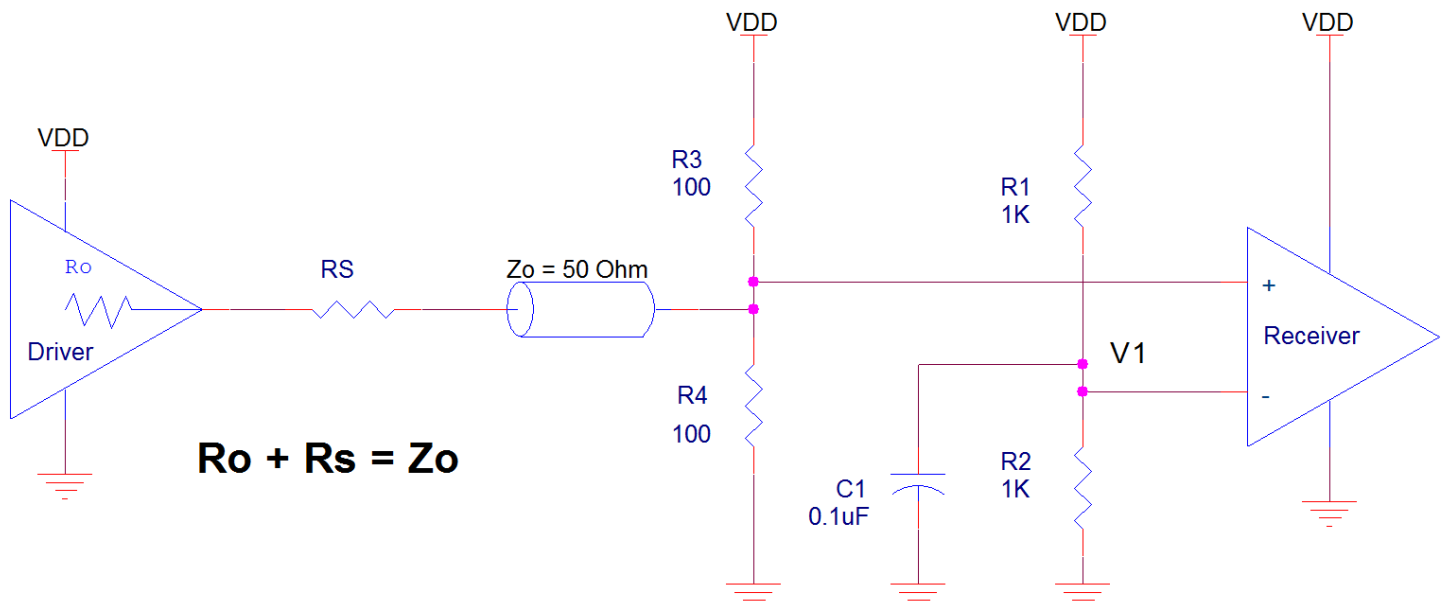 VDD
VDD
VDD
VDD
R3
100
R1
1K
Ro
RS
Zo = 50 Ohm
+
Driver
Receiver
V1
R4
100
-
Ro + Rs = Zo
R2
1K
C1
0.1uF